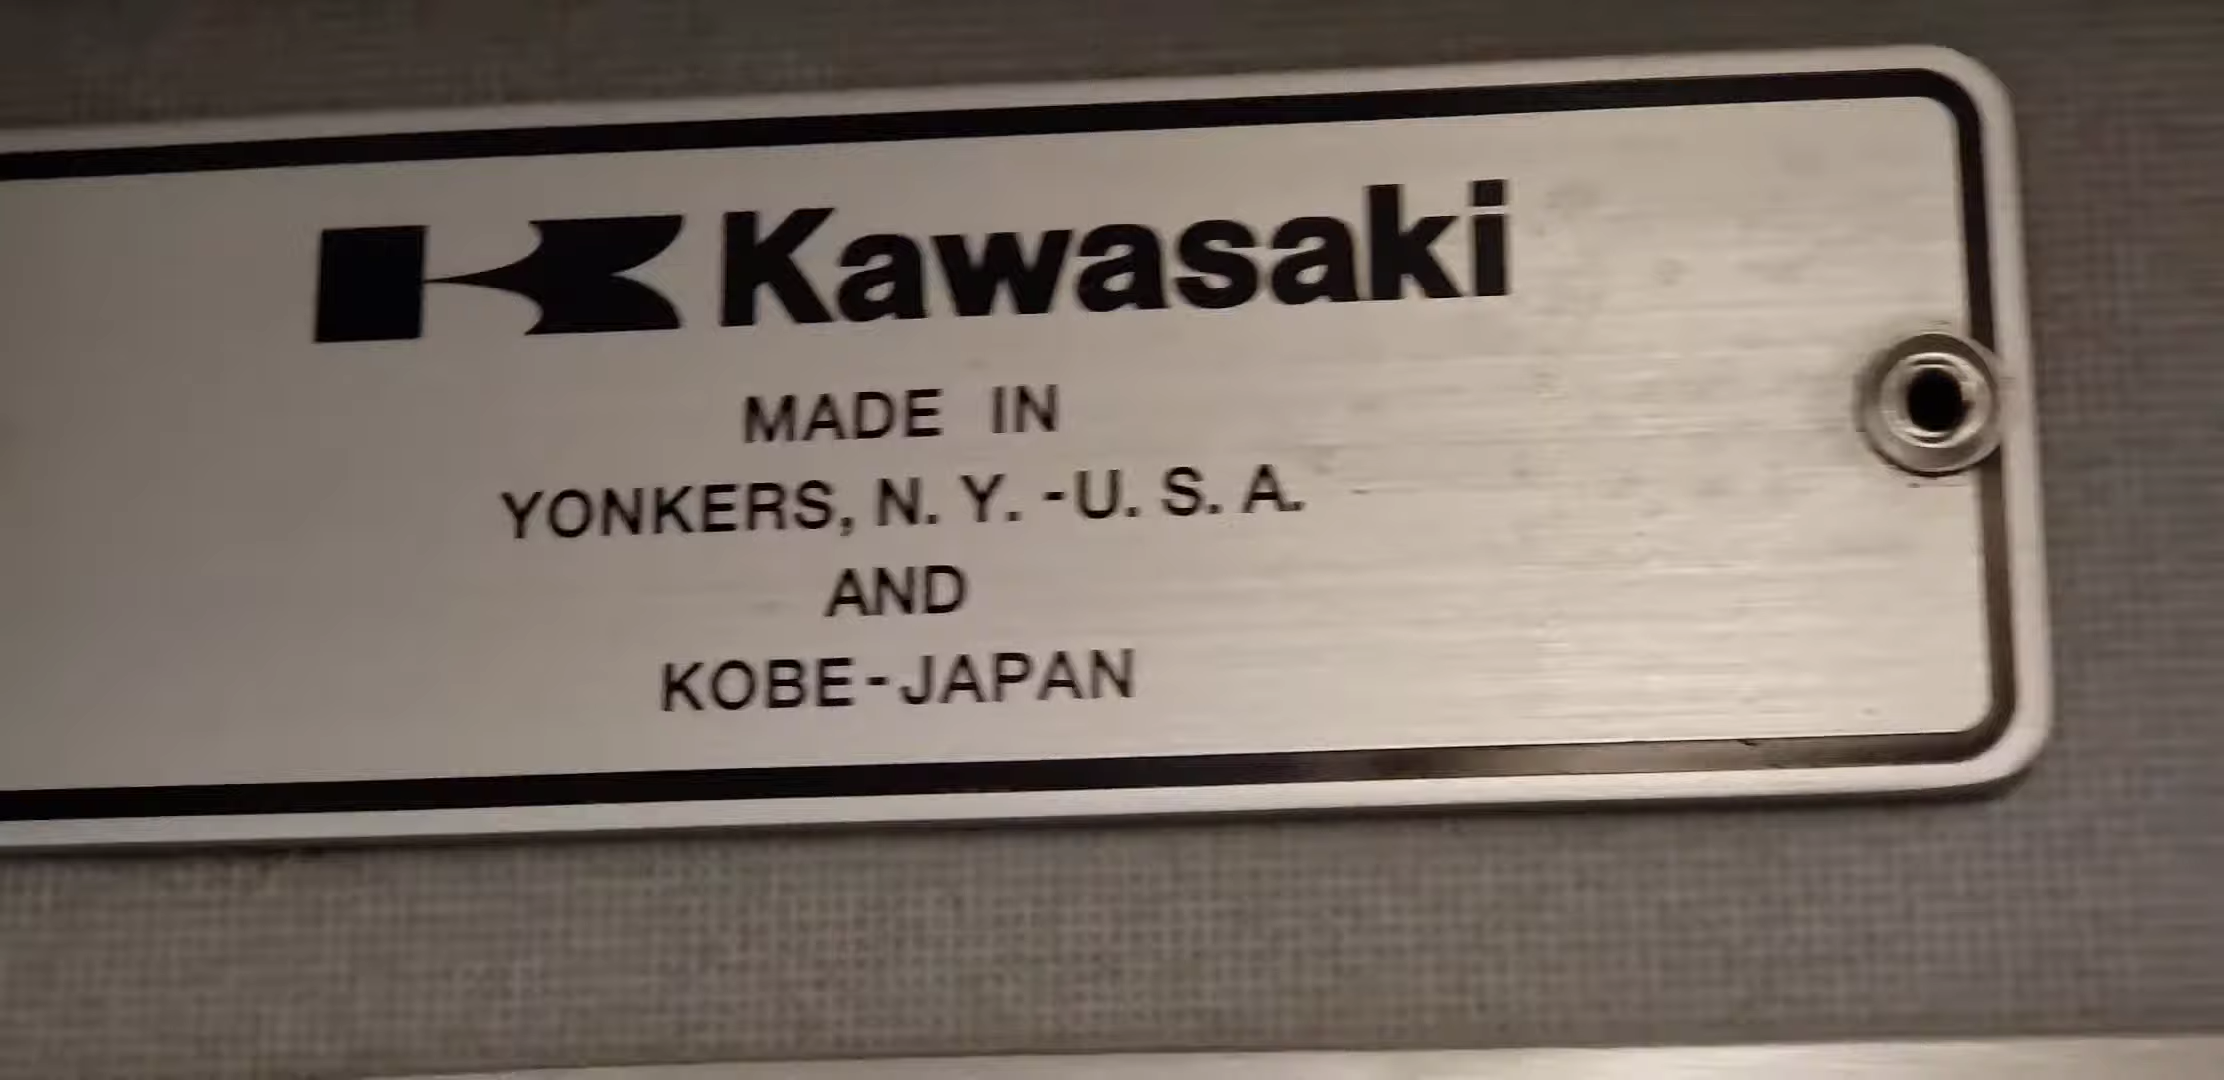 Kawasaki
MADE IN
YONKERS, N. Y. -U. S. A.
AND
KOBE-JAPAN